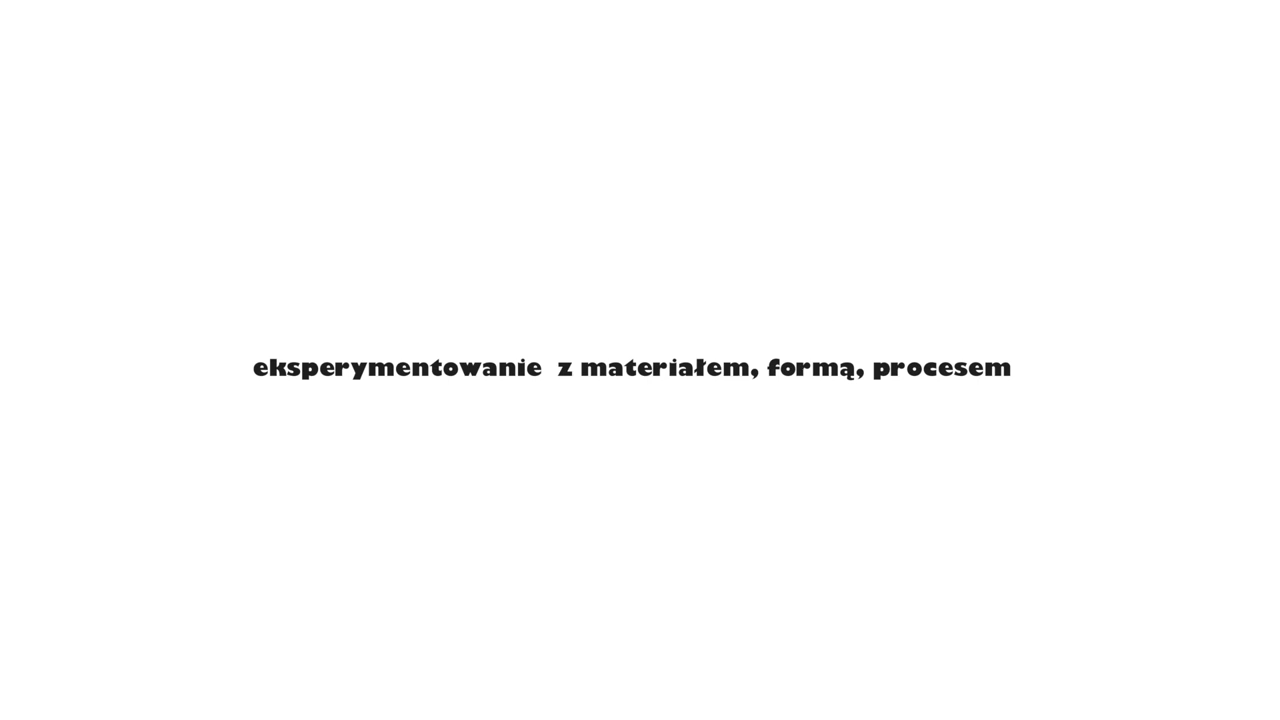 eksperymentowanie  z materiałem, formą, procesem